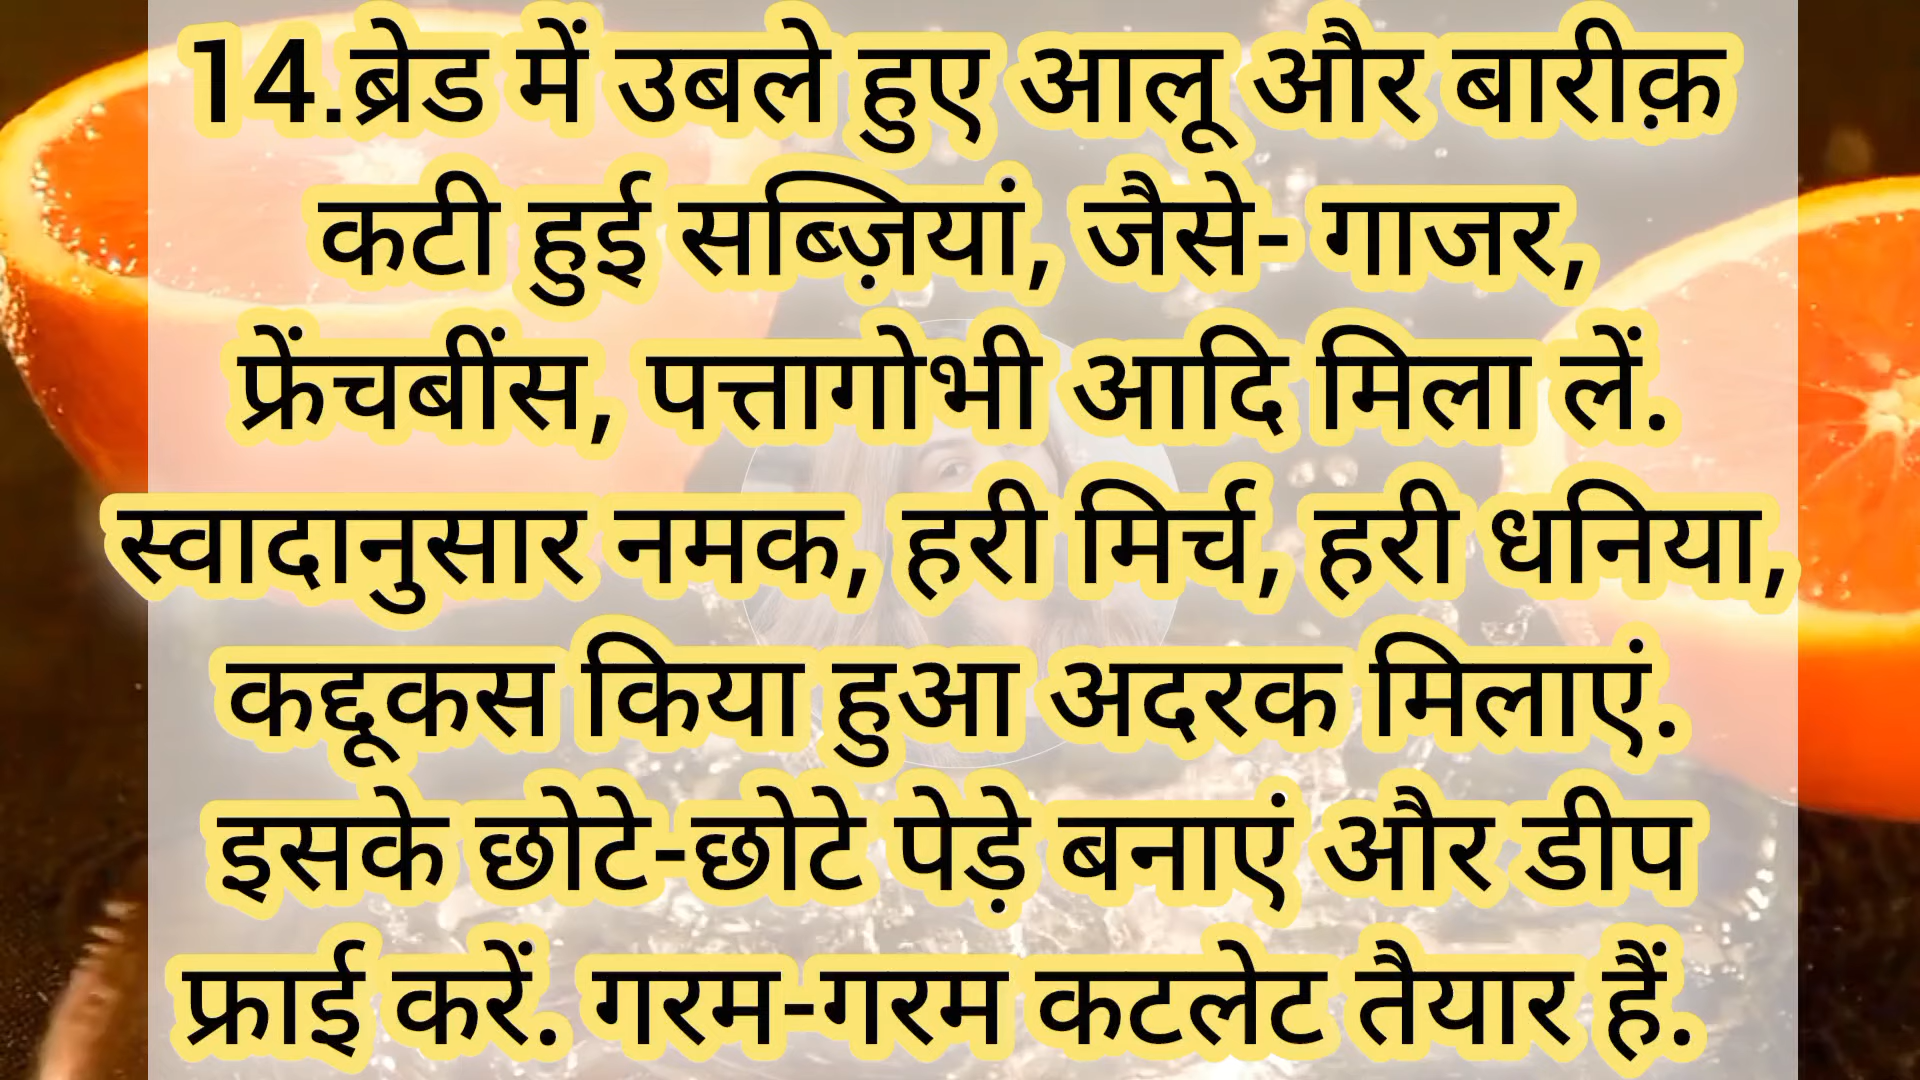 14.ब्रेड में उबले हुए आलू और बारीक़
कटी हुई सब्ज़ियां, जैसे- गाजर,
फ्रेंचबींस, पत्तागोभी आदि मिला लें.
स्वादानुसार नमक, हरी मिर्च, हरी धनिया,
कद्दूकस किया हुआ अदरक मिलाएं.
इसके छोटे-छोटे पेड़े बनाएं और डीप
फ्राई करें. गरम-गरम कटलेट तैयार हैं.